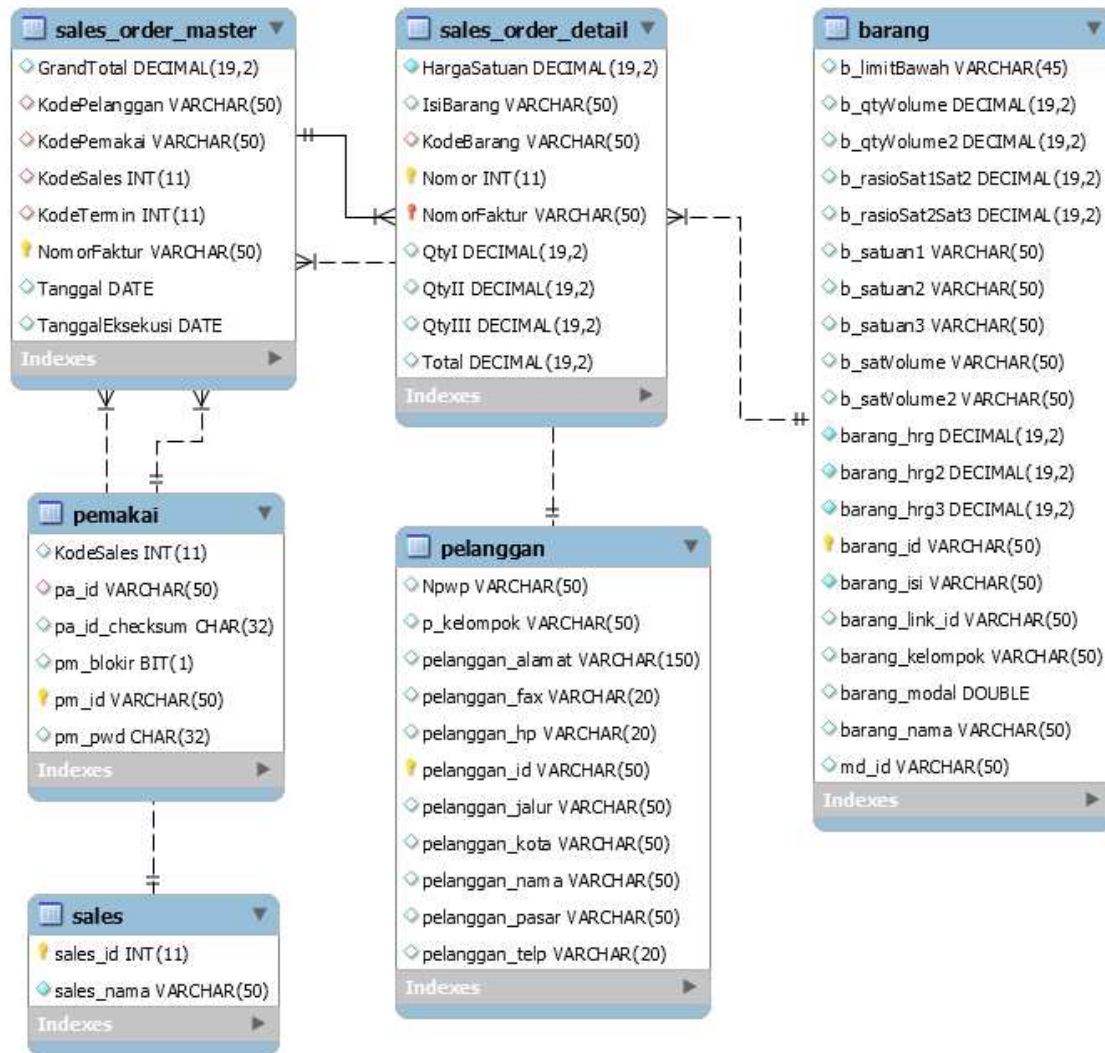 sales_order_master
GrandTotal DECIMAL(19,2)
KodePelanggan VARCHAR(50)
KodePemakai VARCHAR(50)
KodeSales INT(11)
KodeTermin INT(11)
NomorFaktur VARCHAR(50)
Tanggal DATE
TanggalEksekusi DATE
Indexes
sales_order_detail
HargaSatuan DECIMAL(19,2)
IsiBarang VARCHAR(50)
KodeBarang VARCHAR(50)
Nomor INT(11)
NomorFaktur VARCHAR(50)
QtyI DECIMAL(19,2)
QtyII DECIMAL(19,2)
QtyIII DECIMAL(19,2)
Total DECIMAL(19,2)
Indexes
barang
b_limitBawah VARCHAR(45)
b_qtyVolume DECIMAL(19,2)
b_qtyVolume2 DECIMAL(19,2)
b_rasioSat1Sat2 DECIMAL(19,2)
b_rasioSat2Sat3 DECIMAL(19,2)
b_satuan1 VARCHAR(50)
b_satuan2 VARCHAR(50)
b_satuan3 VARCHAR(50)
b_satVolume VARCHAR(50)
b_satVolume2 VARCHAR(50)
barang_hrg DECIMAL(19,2)
barang_hrg2 DECIMAL(19,2)
barang_hrg3 DECIMAL(19,2)
barang_id VARCHAR(50)
barang_isi VARCHAR(50)
barang_link_id VARCHAR(50)
barang_kelompok VARCHAR(50)
barang_modal DOUBLE
barang_nama VARCHAR(50)
md_id VARCHAR(50)
Indexes
pemakai
KodeSales INT(11)
pa_id VARCHAR(50)
pa_id_checksum CHAR(32)
pm_blokir BIT(1)
pm_id VARCHAR(50)
pm_pwd CHAR(32)
Indexes
pelanggan
Npwp VARCHAR(50)
p_kelompok VARCHAR(50)
pelanggan_alamat VARCHAR(150)
pelanggan_fax VARCHAR(20)
pelanggan_hp VARCHAR(20)
pelanggan_id VARCHAR(50)
pelanggan_jalur VARCHAR(50)
pelanggan_kota VARCHAR(50)
pelanggan_nama VARCHAR(50)
pelanggan_pasar VARCHAR(50)
pelanggan_telp VARCHAR(20)
Indexes
sales
sales_id INT(11)
sales_nama VARCHAR(50)
Indexes